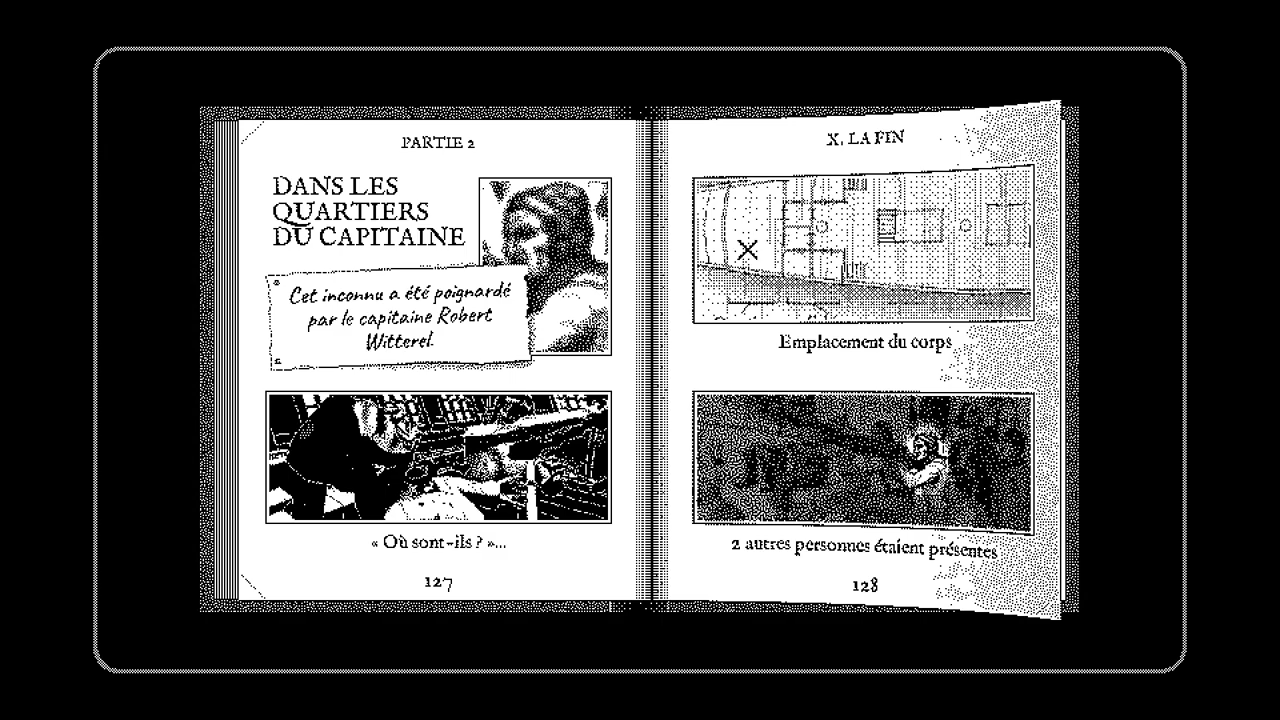 PARTIE 2
DANS LES
QUARTIERS
DU CAPITAINE
Cet inconnu a été poignardé
par le capitaine Robert
Witterel.
« Où sont-ils ? »...
127
X. LA FIN
Emplacement du corps
2 autres personnes étaient présentes
128